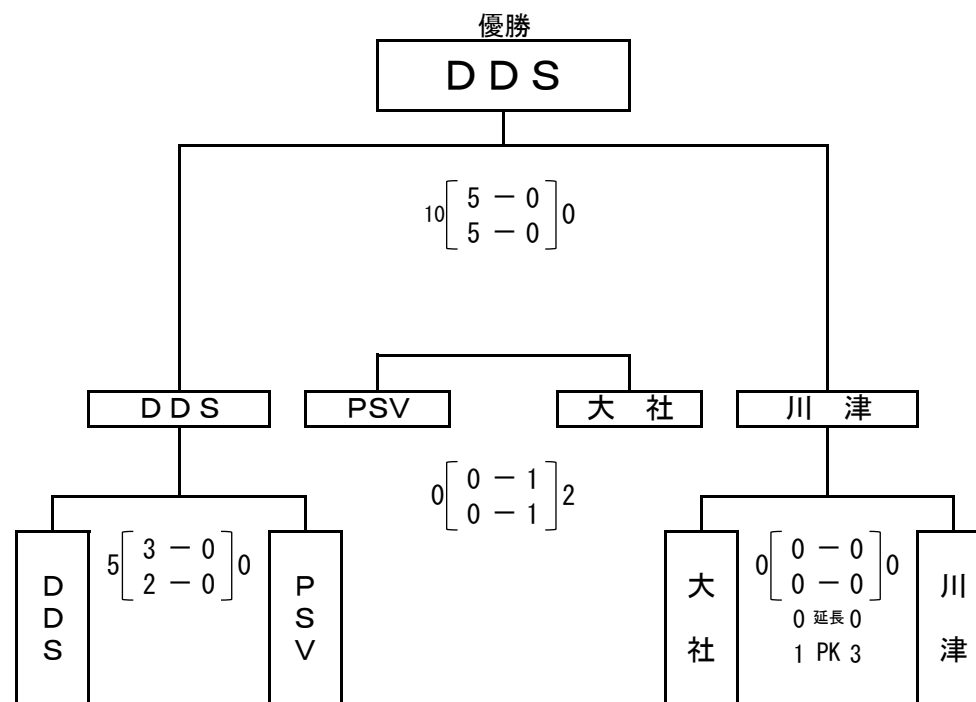 優勝
ＤＤＳ
10 5 － 0 0
5 － 0
ＤＤＳ PSV 大　社 川　津
0 0 － 1 2
0 － 1
5 3 － 0 0
2 － 0
0 0 － 0 0
0 － 0
0 延長 0
1 PK 3
ＤＤＳ
ＰＳＶ
大　社
川　津